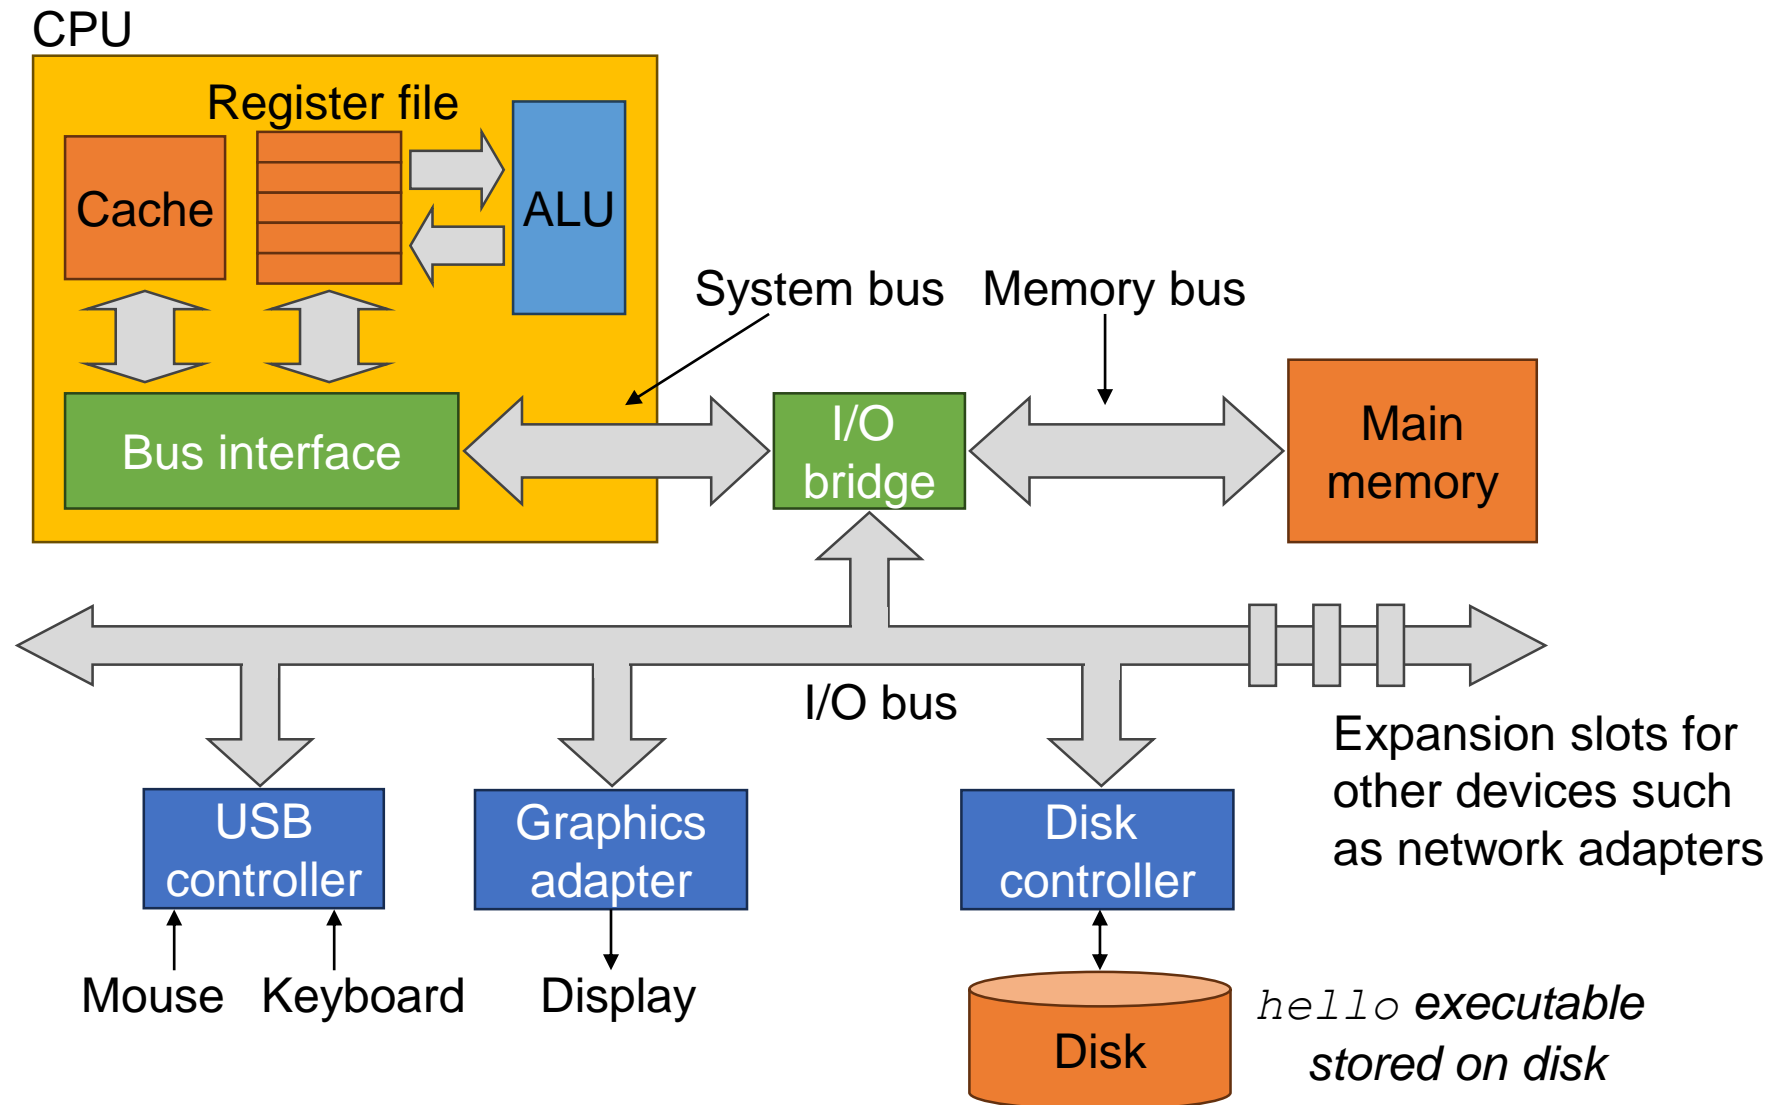 CPU
Register file
Cache
ALU
System bus
Memory bus
Bus interface
I/O
bridge
Main
memory
I/O bus
Expansion slots for
other devices such
as network adapters
USB
controller
Graphics
adapter
Disk
controller
Mouse
Keyboard
Display
Disk
hello executable
stored on disk